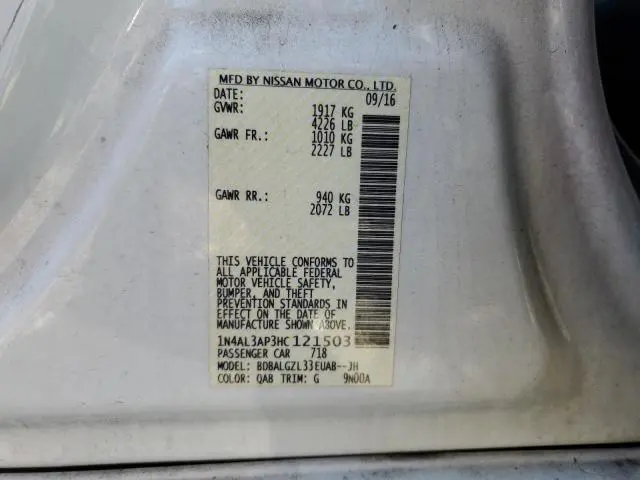 MFD BY NISSAN MOTOR CO., LTD.
DATE: 09/16
GVWR: 1917 KG
4226 LB
GAWR FR.: 1010 KG
2227 LB
GAWR RR.: 940 KG
2072 LB
THIS VEHICLE CONFORMS TO
ALL APPLICABLE FEDERAL
MOTOR VEHICLE SAFETY,
BUMPER, AND THEFT
PREVENTION STANDARDS IN
EFFECT ON THE DATE OF
MANUFACTURE SHOWN ABOVE.
1N4AL3AP3HC121503
PASSENGER CAR 718
MODEL: BDBALGZL33EUAB--JH
COLOR: QAB TRIM: G 9N00A